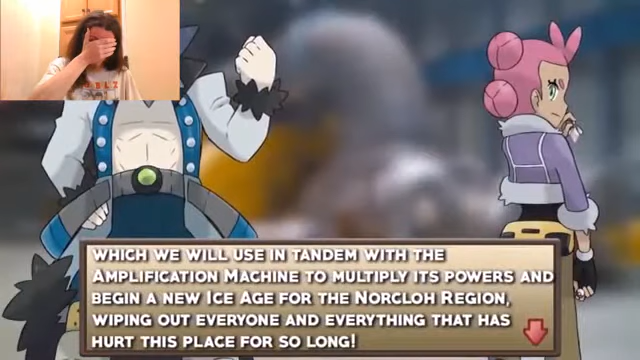 WHICH WE WILL USE IN TANDEM WITH THE
AMPLIFICATION MACHINE TO MULTIPLY ITS POWERS AND
BEGIN A NEW ICE AGE FOR THE NORCLOH REGION,
WIPING OUT EVERYONE AND EVERYTHING THAT HAS
HURT THIS PLACE FOR SO LONG!